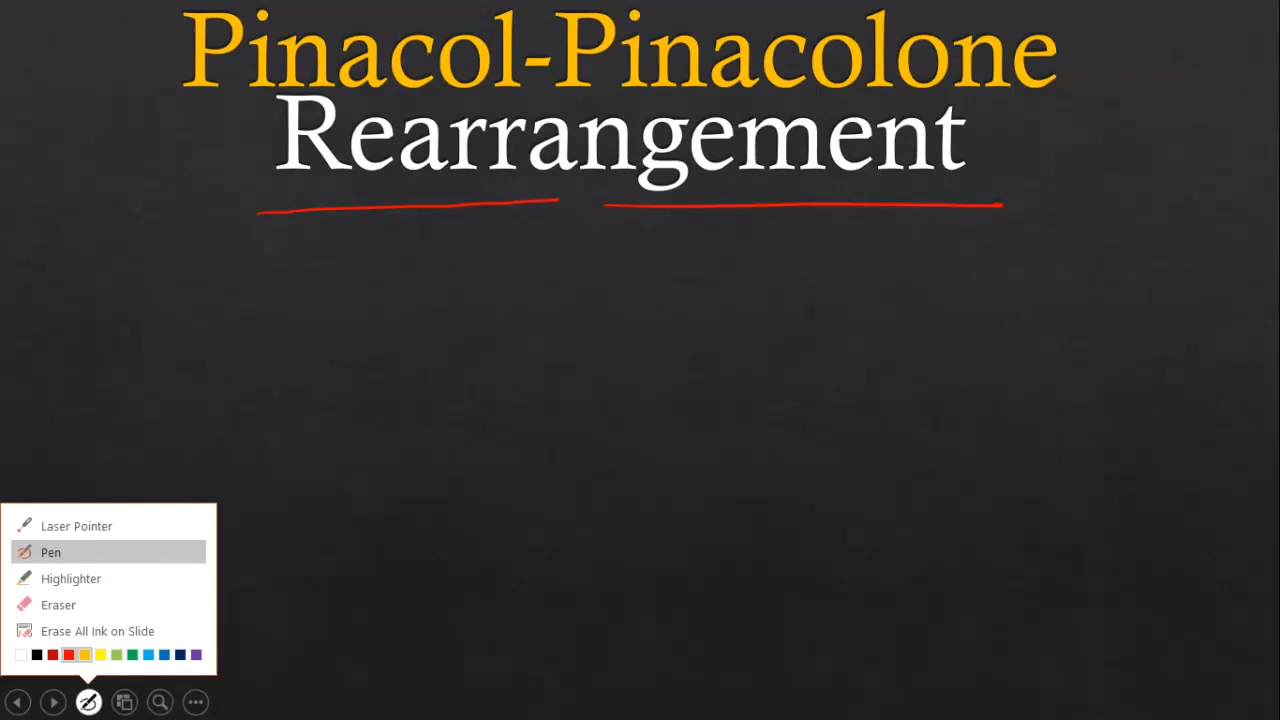 Pinacol-Pinacolone
Rearrangement
Laser Pointer
Pen
Highlighter
Eraser
Erase All Ink on Slide